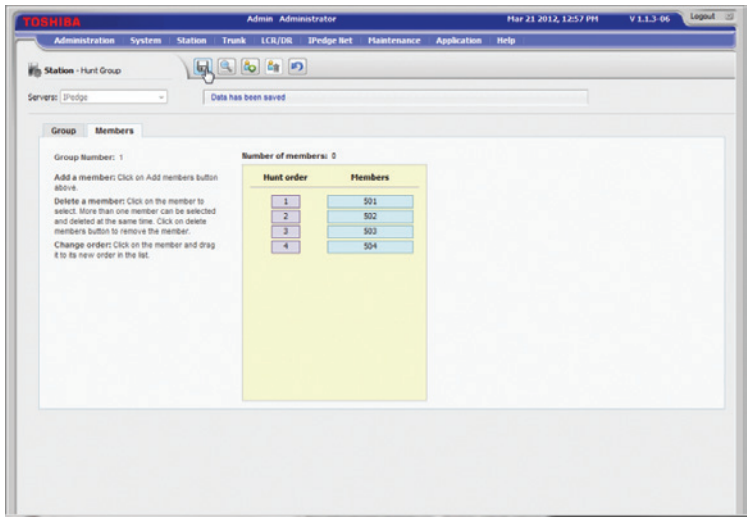 TOSHIBA Admin Administrator Mar 21 2012, 12:57 PM V 1.1.3-06 Logout
Administration System Station Trunk LCR/DR IPedge Net Maintenance Application Help
Station - Hunt Group
Servers: IPedge Data has been saved
Group Members
Group Number: 1 Number of members: 0
Add a member: Click on Add members button
above.
Delete a member: Click on the member to
select. More than one member can be selected
and deleted at the same time. Click on delete
members button to remove the member.
Change order: Click on the member and drag
it to its new order in the list.
Hunt order Members
1 501
2 502
3 503
4 504